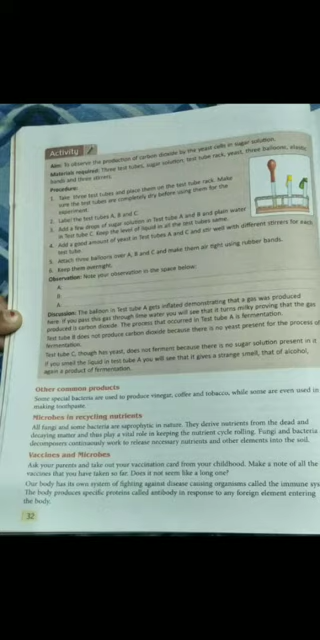 Activity
Aim: To observe the production of carbon dioxide by the yeast cells in sugar solution.
Materials required: Three test tubes, sugar solution, test tube rack, yeast, three balloons, elastic
bands and three stirrers.
Procedure:
1. Take three test tubes and place them on the test tube rack. Make
sure the test tubes are completely dry before using them for the
experiment.
2. Label the test tubes A, B and C.
3. Add a few drops of sugar solution in Test tube A and B and plain water
in Test tube C. Keep the level of liquid in all the test tubes same.
4. Add a good amount of yeast in Test tubes A and C and stir well with different stirrers for each
test tube.
5. Attach three balloons over A, B and C and make them air tight using rubber bands.
6. Keep them overnight.
Observation: Note your observation in the space below:
A.
B.
A.
Discussion: The balloon in Test tube A gets inflated demonstrating that a gas was produced
here. If you pass this gas through lime water you will see that it turns milky proving that the gas
produced is carbon dioxide. The process that occurred in Test tube A is fermentation.
Test tube B does not produce carbon dioxide because there is no yeast present for the process of
fermentation.
Test tube C, though has yeast, does not ferment because there is no sugar solution present in it.
If you smell the liquid in test tube A you will see that it gives a strange smell, that of alcohol,
again a product of fermentation.
Other common products
Some special bacteria are used to produce vinegar, coffee and tobacco, while some are even used in
making toothpaste.
Microbes in recycling nutrients
All fungi and some bacteria are saprophytic in nature. They derive nutrients from the dead and
decaying matter and thus play a vital role in keeping the nutrient cycle rolling. Fungi and bacteria
decomposers continuously work to release necessary nutrients and other elements into the soil.
Vaccines and Microbes
Ask your parents and take out your vaccination card from your childhood. Make a note of all the
vaccines that you have taken so far. Does it not seem like a long one?
Our body has its own system of fighting against disease causing organisms called the immune sys
The body produces specific proteins called antibody in response to any foreign element entering
the body.
32